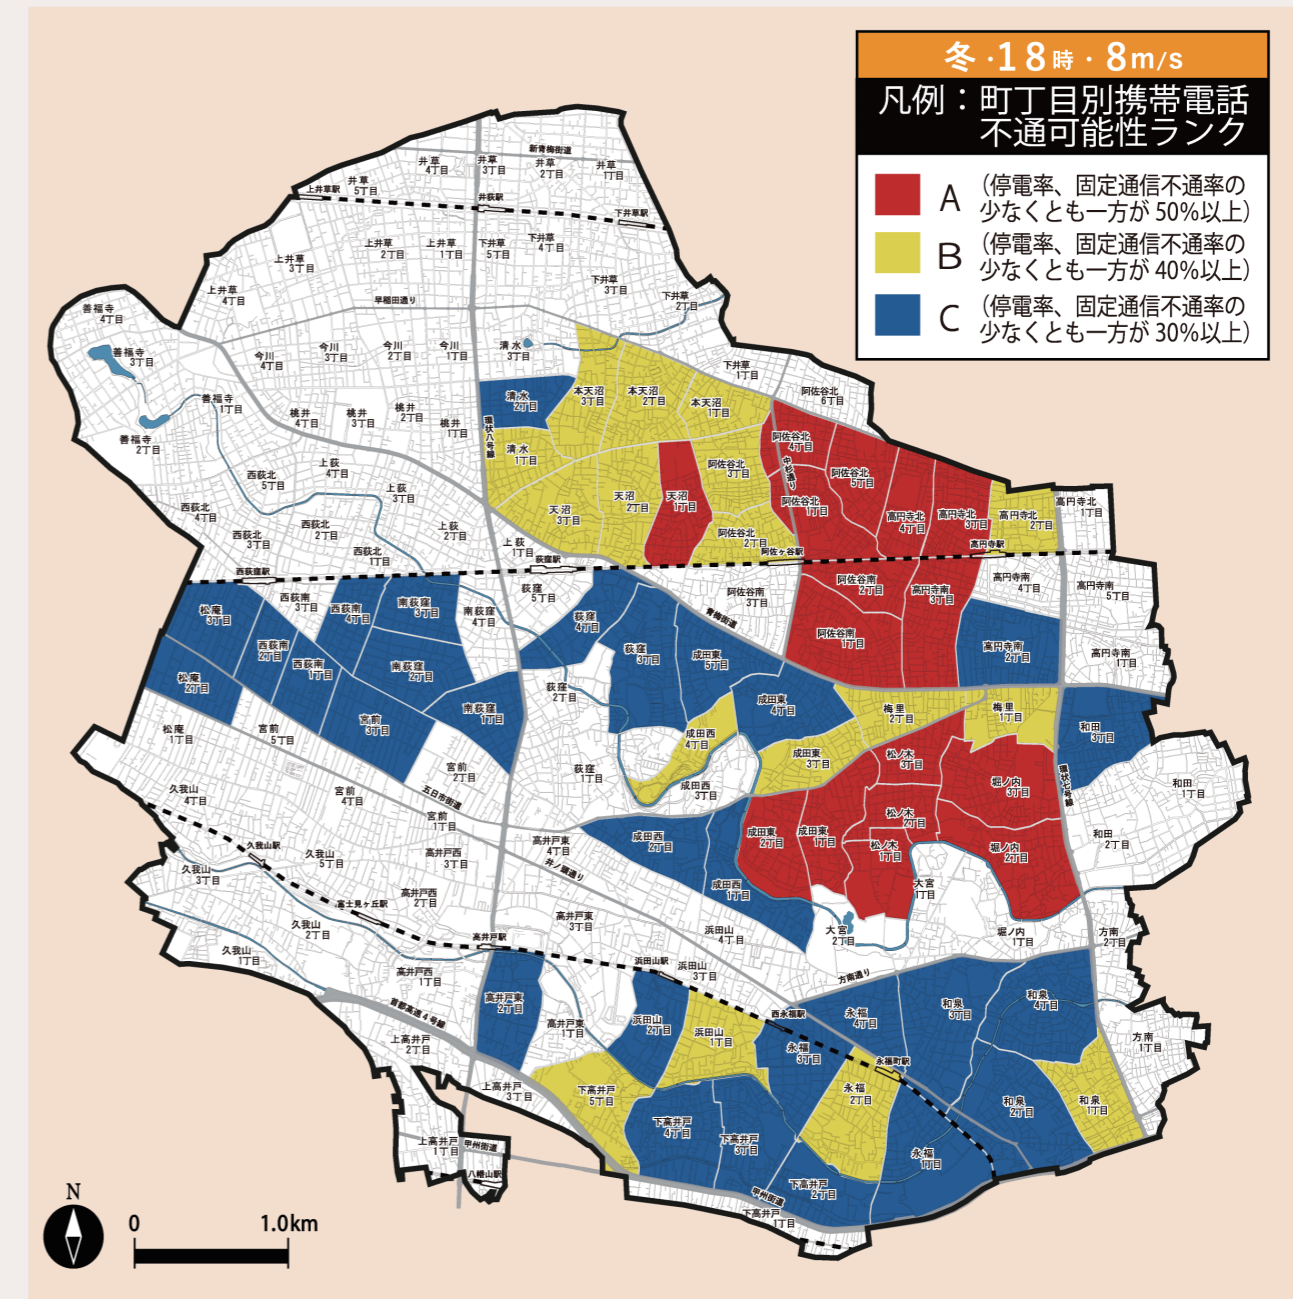 冬・18時・8m/s
凡例：町丁目別携帯電話
不通可能性ランク
A
（停電率、固定通信不通率の
少なくとも一方が50%以上）
B
（停電率、固定通信不通率の
少なくとも一方が40%以上）
C
（停電率、固定通信不通率の
少なくとも一方が30%以上）
新青梅街道
井草
4丁目
井草
3丁目
井草
2丁目
井草
1丁目
井草
5丁目
上井草駅
井荻駅
下井草駅
上井草
3丁目
上井草
2丁目
上井草
1丁目
下井草
5丁目
下井草
4丁目
下井草
3丁目
下井草
2丁目
上井草
4丁目
早稲田通り
善福寺
4丁目
善福寺
3丁目
今川
4丁目
今川
3丁目
今川
2丁目
今川
1丁目
清水
3丁目
下井草
1丁目
阿佐谷北
6丁目
善福寺
1丁目
善福寺
2丁目
桃井
4丁目
桃井
3丁目
桃井
2丁目
桃井
1丁目
環状八号線
清水
2丁目
本天沼
3丁目
本天沼
2丁目
本天沼
1丁目
清水
1丁目
阿佐谷北
4丁目
中杉通り
阿佐谷北
3丁目
阿佐谷北
5丁目
西荻北
5丁目
上荻
4丁目
上荻
3丁目
西荻北
4丁目
西荻北
3丁目
西荻北
2丁目
西荻北
1丁目
上荻
2丁目
上荻
1丁目
天沼
3丁目
天沼
2丁目
天沼
1丁目
阿佐谷北
1丁目
阿佐谷北
2丁目
高円寺北
4丁目
高円寺北
3丁目
高円寺北
2丁目
高円寺北
1丁目
西荻窪駅
荻窪駅
阿佐ヶ谷駅
高円寺駅
松庵
3丁目
西荻南
3丁目
西荻南
4丁目
南荻窪
3丁目
南荻窪
4丁目
荻窪
5丁目
荻窪
4丁目
青梅街道
阿佐谷南
3丁目
阿佐谷南
2丁目
高円寺南
3丁目
高円寺南
4丁目
高円寺南
5丁目
西荻南
2丁目
西荻南
1丁目
南荻窪
2丁目
荻窪
3丁目
成田東
5丁目
阿佐谷南
1丁目
高円寺南
2丁目
高円寺南
1丁目
松庵
2丁目
宮前
3丁目
南荻窪
1丁目
荻窪
2丁目
成田東
4丁目
梅里
2丁目
梅里
1丁目
和田
3丁目
松庵
1丁目
宮前
5丁目
宮前
2丁目
荻窪
1丁目
成田西
4丁目
成田西
3丁目
成田東
3丁目
松ノ木
3丁目
堀ノ内
3丁目
環状七号線
和田
1丁目
久我山
4丁目
宮前
4丁目
五日市街道
宮前
1丁目
高井戸東
4丁目
井ノ頭通り
成田西
2丁目
成田東
2丁目
成田東
1丁目
松ノ木
2丁目
松ノ木
1丁目
堀ノ内
2丁目
和田
2丁目
久我山駅
久我山
5丁目
高井戸西
3丁目
久我山
3丁目
高井戸西
2丁目
富士見ヶ丘駅
成田西
1丁目
大宮
1丁目
久我山
2丁目
久我山
1丁目
高井戸駅
高井戸東
3丁目
浜田山
4丁目
大宮
2丁目
堀ノ内
1丁目
方南
2丁目
高井戸西
1丁目
浜田山駅
浜田山
3丁目
方南通り
高井戸東
2丁目
高井戸東
1丁目
浜田山
2丁目
浜田山
1丁目
西永福駅
永福
4丁目
永福
3丁目
和泉
3丁目
和泉
4丁目
方南
1丁目
首都高速4号線
上高井戸
2丁目
上高井戸
3丁目
下高井戸
5丁目
永福町駅
永福
2丁目
和泉
2丁目
和泉
1丁目
上高井戸
1丁目
甲州街道
八幡山駅
下高井戸
4丁目
下高井戸
3丁目
永福
1丁目
下高井戸
2丁目
甲州街道
下高井戸
1丁目
N
0
1.0km